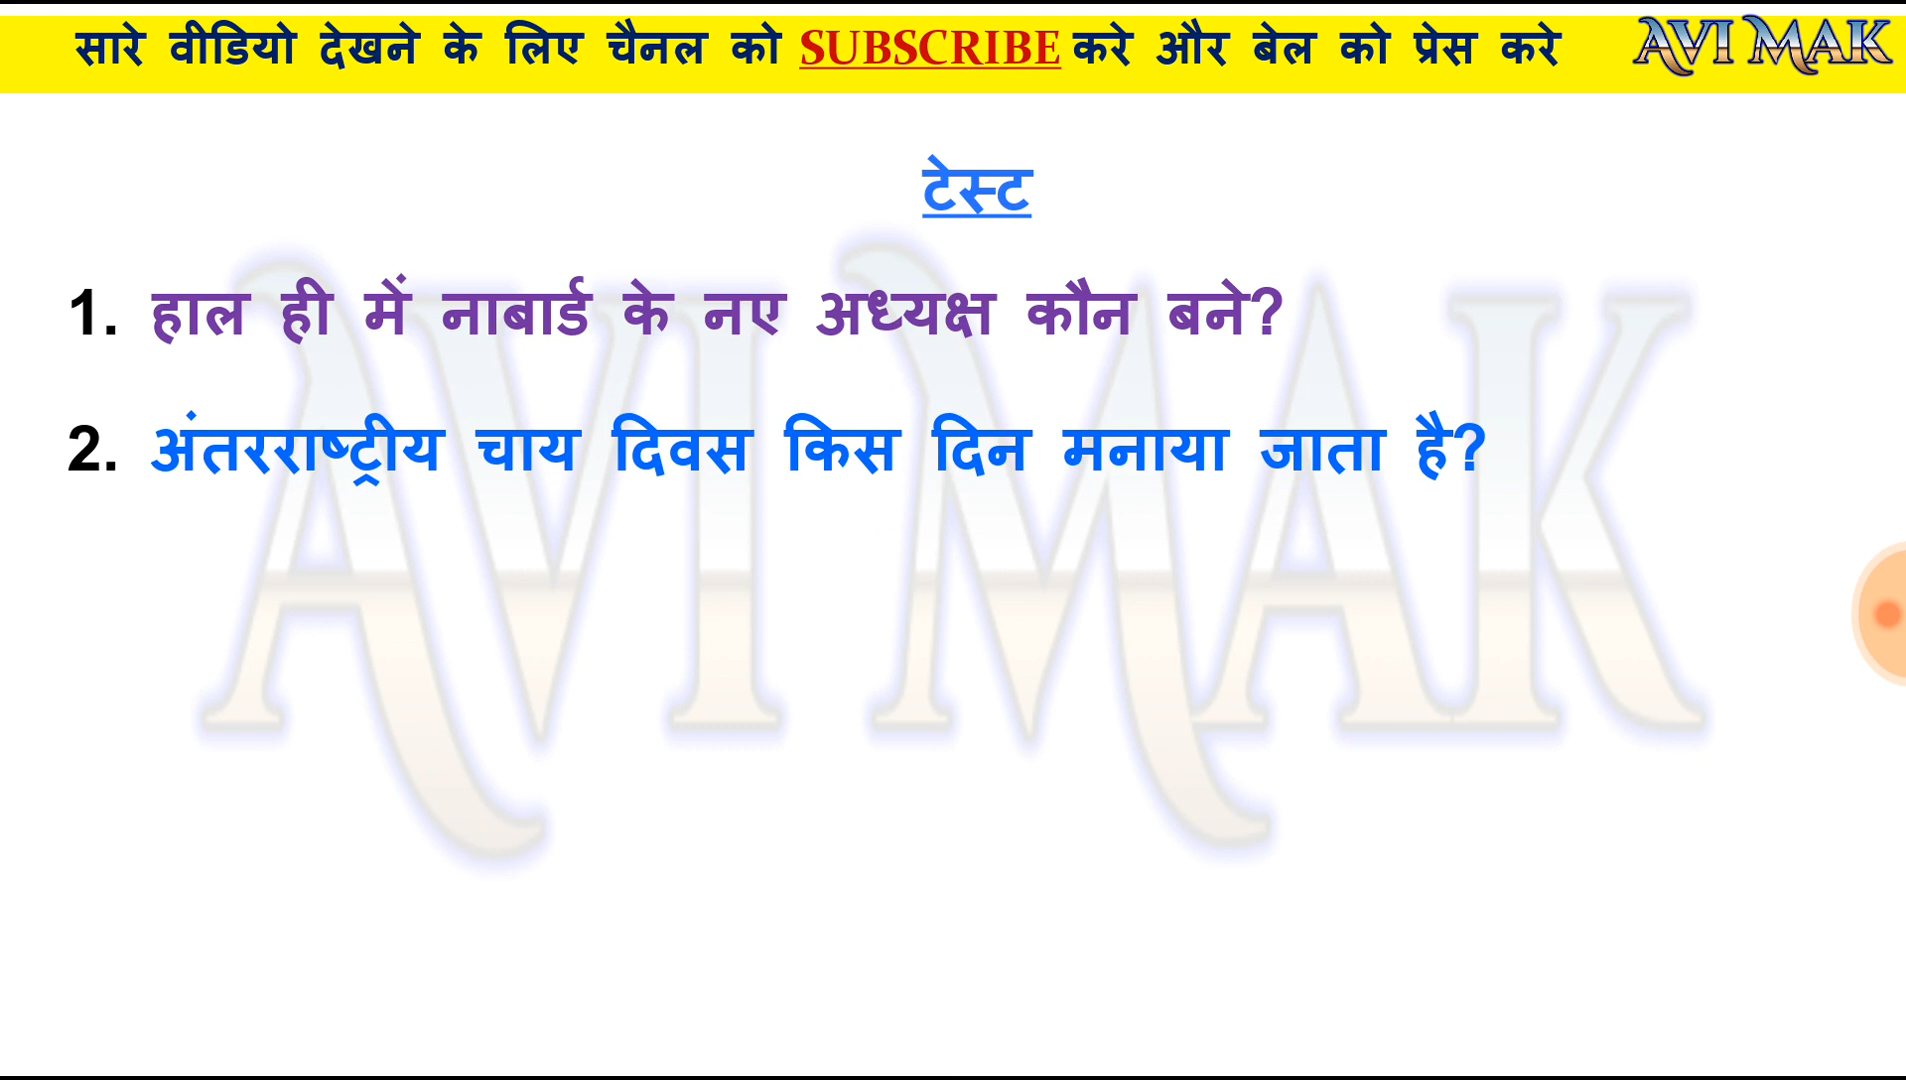 सारे वीडियो देखने के लिए चैनल को SUBSCRIBE करे और बेल को प्रेस करे AVI MAK
टेस्ट
1. हाल ही में नाबार्ड के नए अध्यक्ष कौन बने?
2. अंतरराष्ट्रीय चाय दिवस किस दिन मनाया जाता है?
AVI MAK